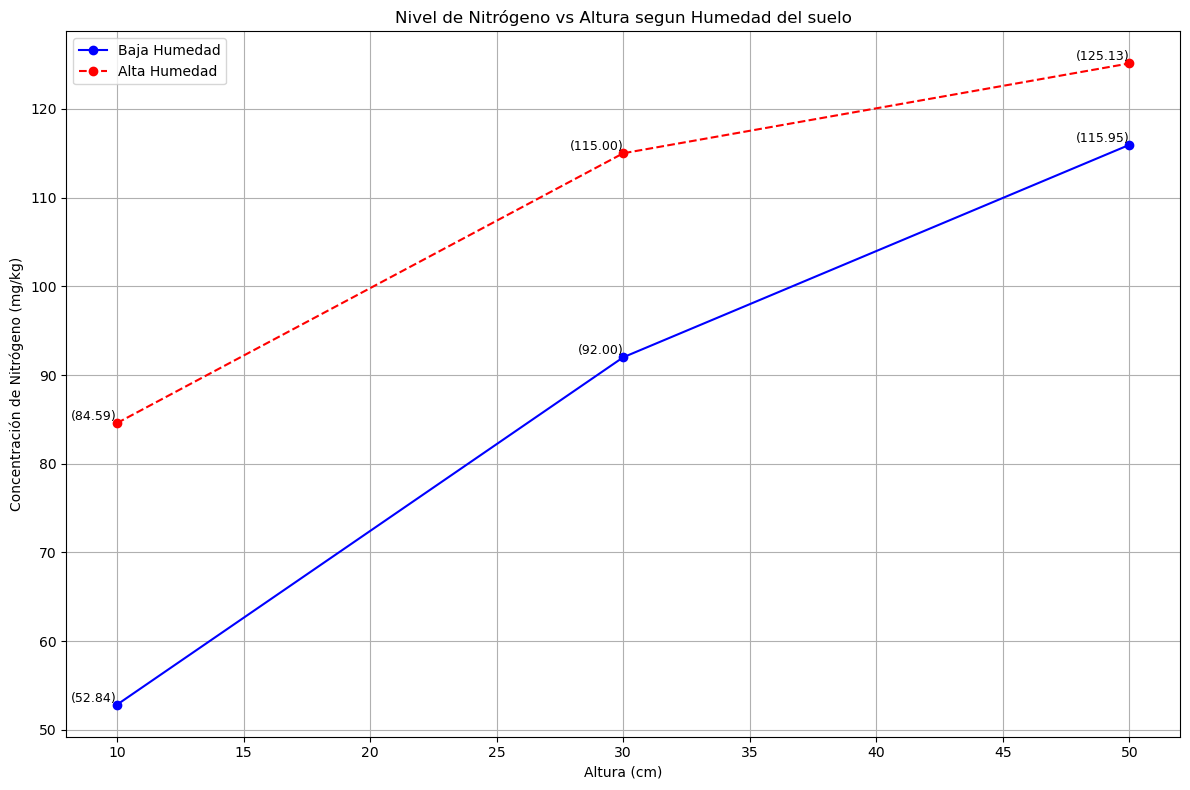 Nivel de Nitrógeno vs Altura segun Humedad del suelo
Baja Humedad
Alta Humedad
(125.13)
(115.95)
(115.00)
(92.00)
(84.59)
(52.84)
120
110
100
90
80
70
60
50
Concentración de Nitrógeno (mg/kg)
10 15 20 25 30 35 40 45 50
Altura (cm)